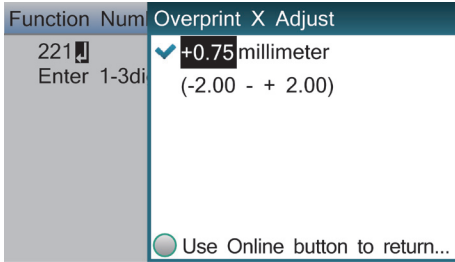 Function Num
221
Enter 1-3di
Overprint X Adjust
+0.75 millimeter
(-2.00 - + 2.00)
Use Online button to return...